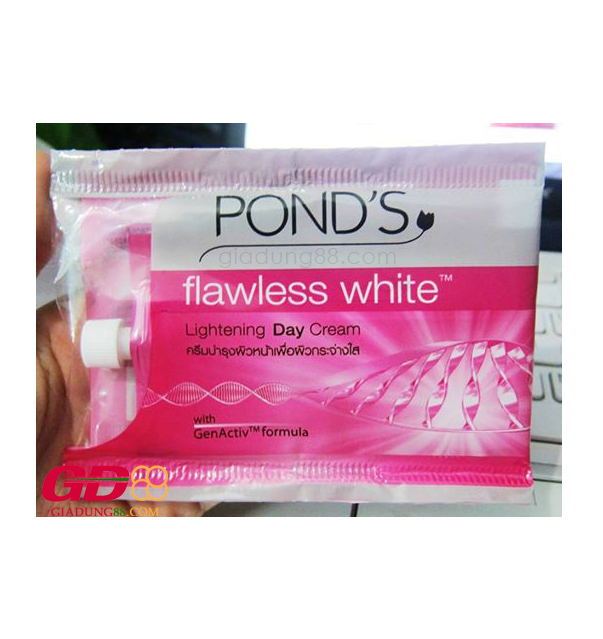 POND'S
giadung88.com
flawless white™
Lightening Day Cream
ครีมบำรุงผิวหน้าเพื่อผิวกระจ่างใส
with
GenActiv™ formula
GD88
GIADUNG88.COM